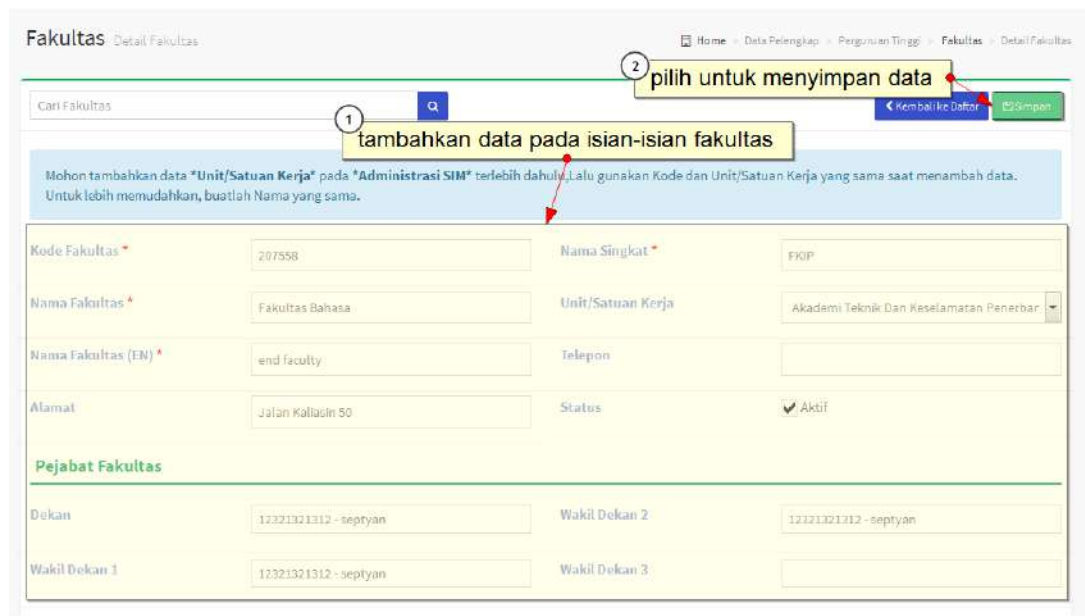 Fakultas Detail Fakultas
Home > Data Pelengkap > Perguruan Tinggi > Fakultas > Detail Fakultas
2 pilih untuk menyimpan data
Cari Fakultas
Kembali ke Daftar Simpan
1 tambahkan data pada isian-isian fakultas
Mohon tambahkan data *Unit/Satuan Kerja* pada *Administrasi SIM* terlebih dahulu,Lalu gunakan Kode dan Unit/Satuan Kerja yang sama saat menambah data.
Untuk lebih memudahkan, buatlah Nama yang sama.
Kode Fakultas * 207558 Nama Singkat * FKIP
Nama Fakultas * Fakultas Bahasa Unit/Satuan Kerja Akademi Teknik Dan Keselamatan Penerbar
Nama Fakultas (EN) * end faculty Telepon
Alamat Jalan Kaliasin 50 Status Aktif
Pejabat Fakultas
Dekan 12321321312 - septyan Wakil Dekan 2 12321321312 - septyan
Wakil Dekan 1 12321321312 - septyan Wakil Dekan 3